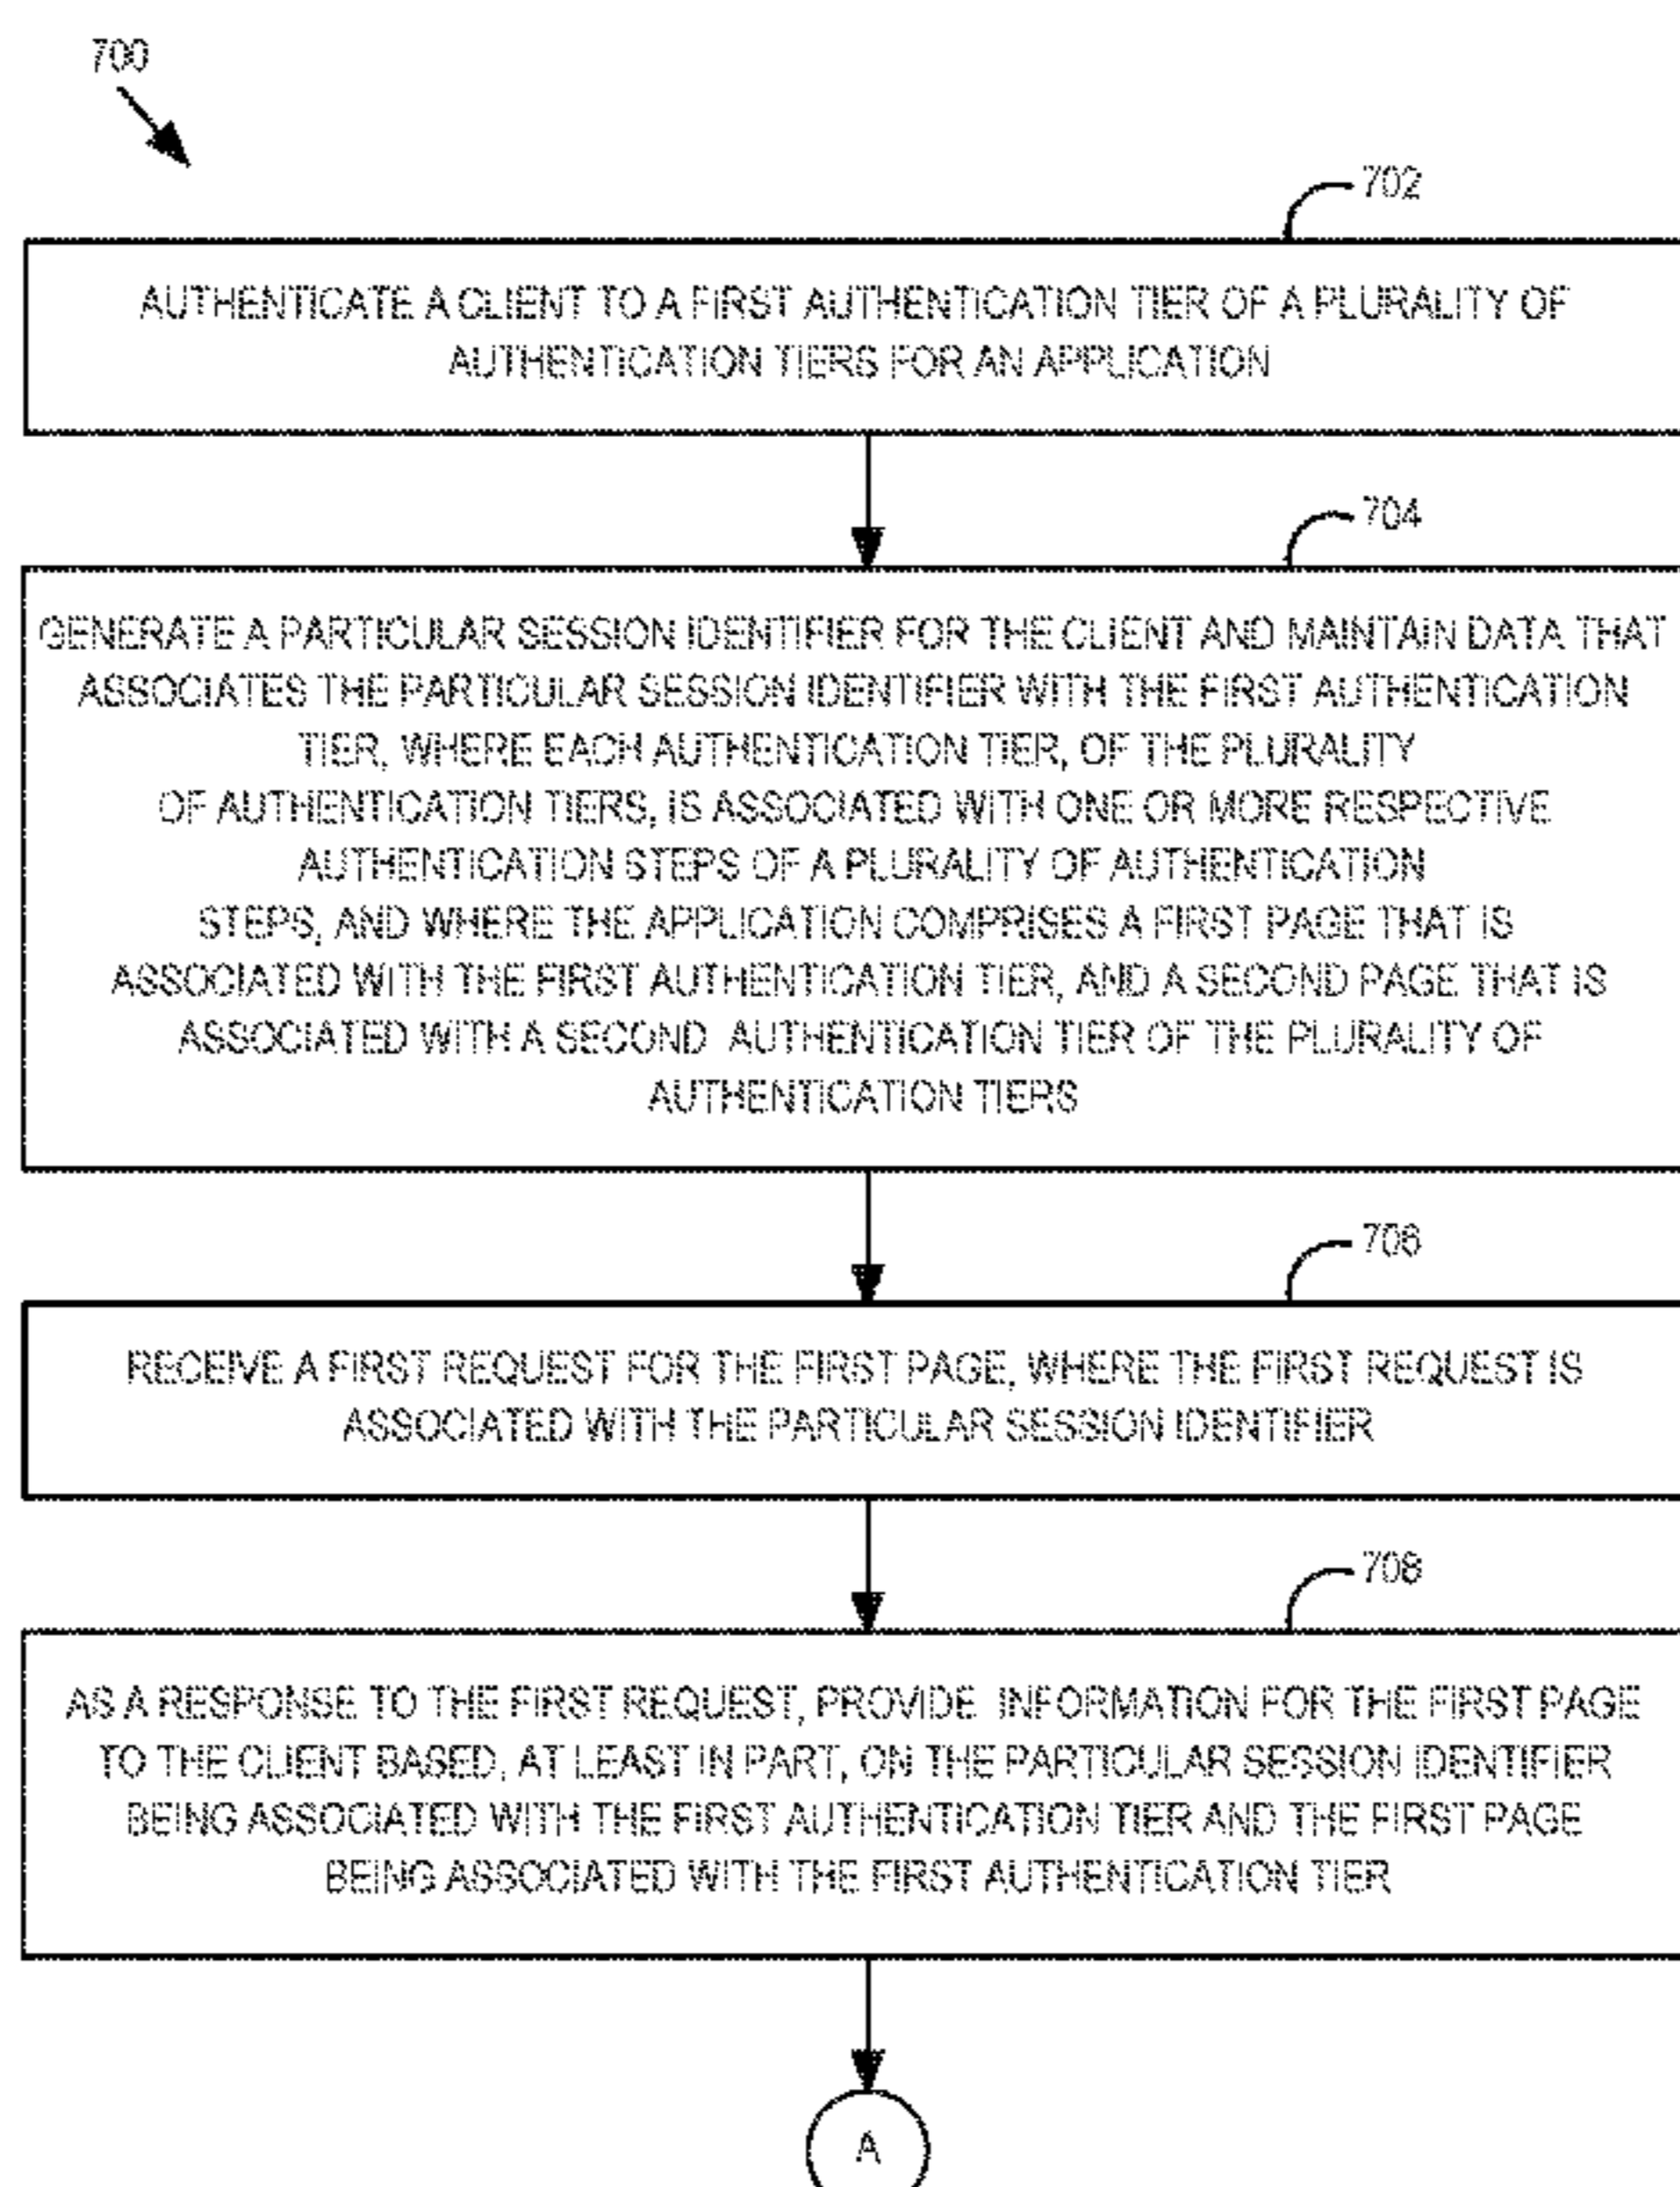 700
702
AUTHENTICATE A CLIENT TO A FIRST AUTHENTICATION TIER OF A PLURALITY OF
AUTHENTICATION TIERS FOR AN APPLICATION
704
GENERATE A PARTICULAR SESSION IDENTIFIER FOR THE CLIENT AND MAINTAIN DATA THAT
ASSOCIATES THE PARTICULAR SESSION IDENTIFIER WITH THE FIRST AUTHENTICATION
TIER, WHERE EACH AUTHENTICATION TIER, OF THE PLURALITY
OF AUTHENTICATION TIERS, IS ASSOCIATED WITH ONE OR MORE RESPECTIVE
AUTHENTICATION STEPS OF A PLURALITY OF AUTHENTICATION
STEPS, AND WHERE THE APPLICATION COMPRISES A FIRST PAGE THAT IS
ASSOCIATED WITH THE FIRST AUTHENTICATION TIER, AND A SECOND PAGE THAT IS
ASSOCIATED WITH A SECOND AUTHENTICATION TIER OF THE PLURALITY OF
AUTHENTICATION TIERS
706
RECEIVE A FIRST REQUEST FOR THE FIRST PAGE, WHERE THE FIRST REQUEST IS
ASSOCIATED WITH THE PARTICULAR SESSION IDENTIFIER
708
AS A RESPONSE TO THE FIRST REQUEST, PROVIDE INFORMATION FOR THE FIRST PAGE
TO THE CLIENT BASED, AT LEAST IN PART, ON THE PARTICULAR SESSION IDENTIFIER
BEING ASSOCIATED WITH THE FIRST AUTHENTICATION TIER AND THE FIRST PAGE
BEING ASSOCIATED WITH THE FIRST AUTHENTICATION TIER
A